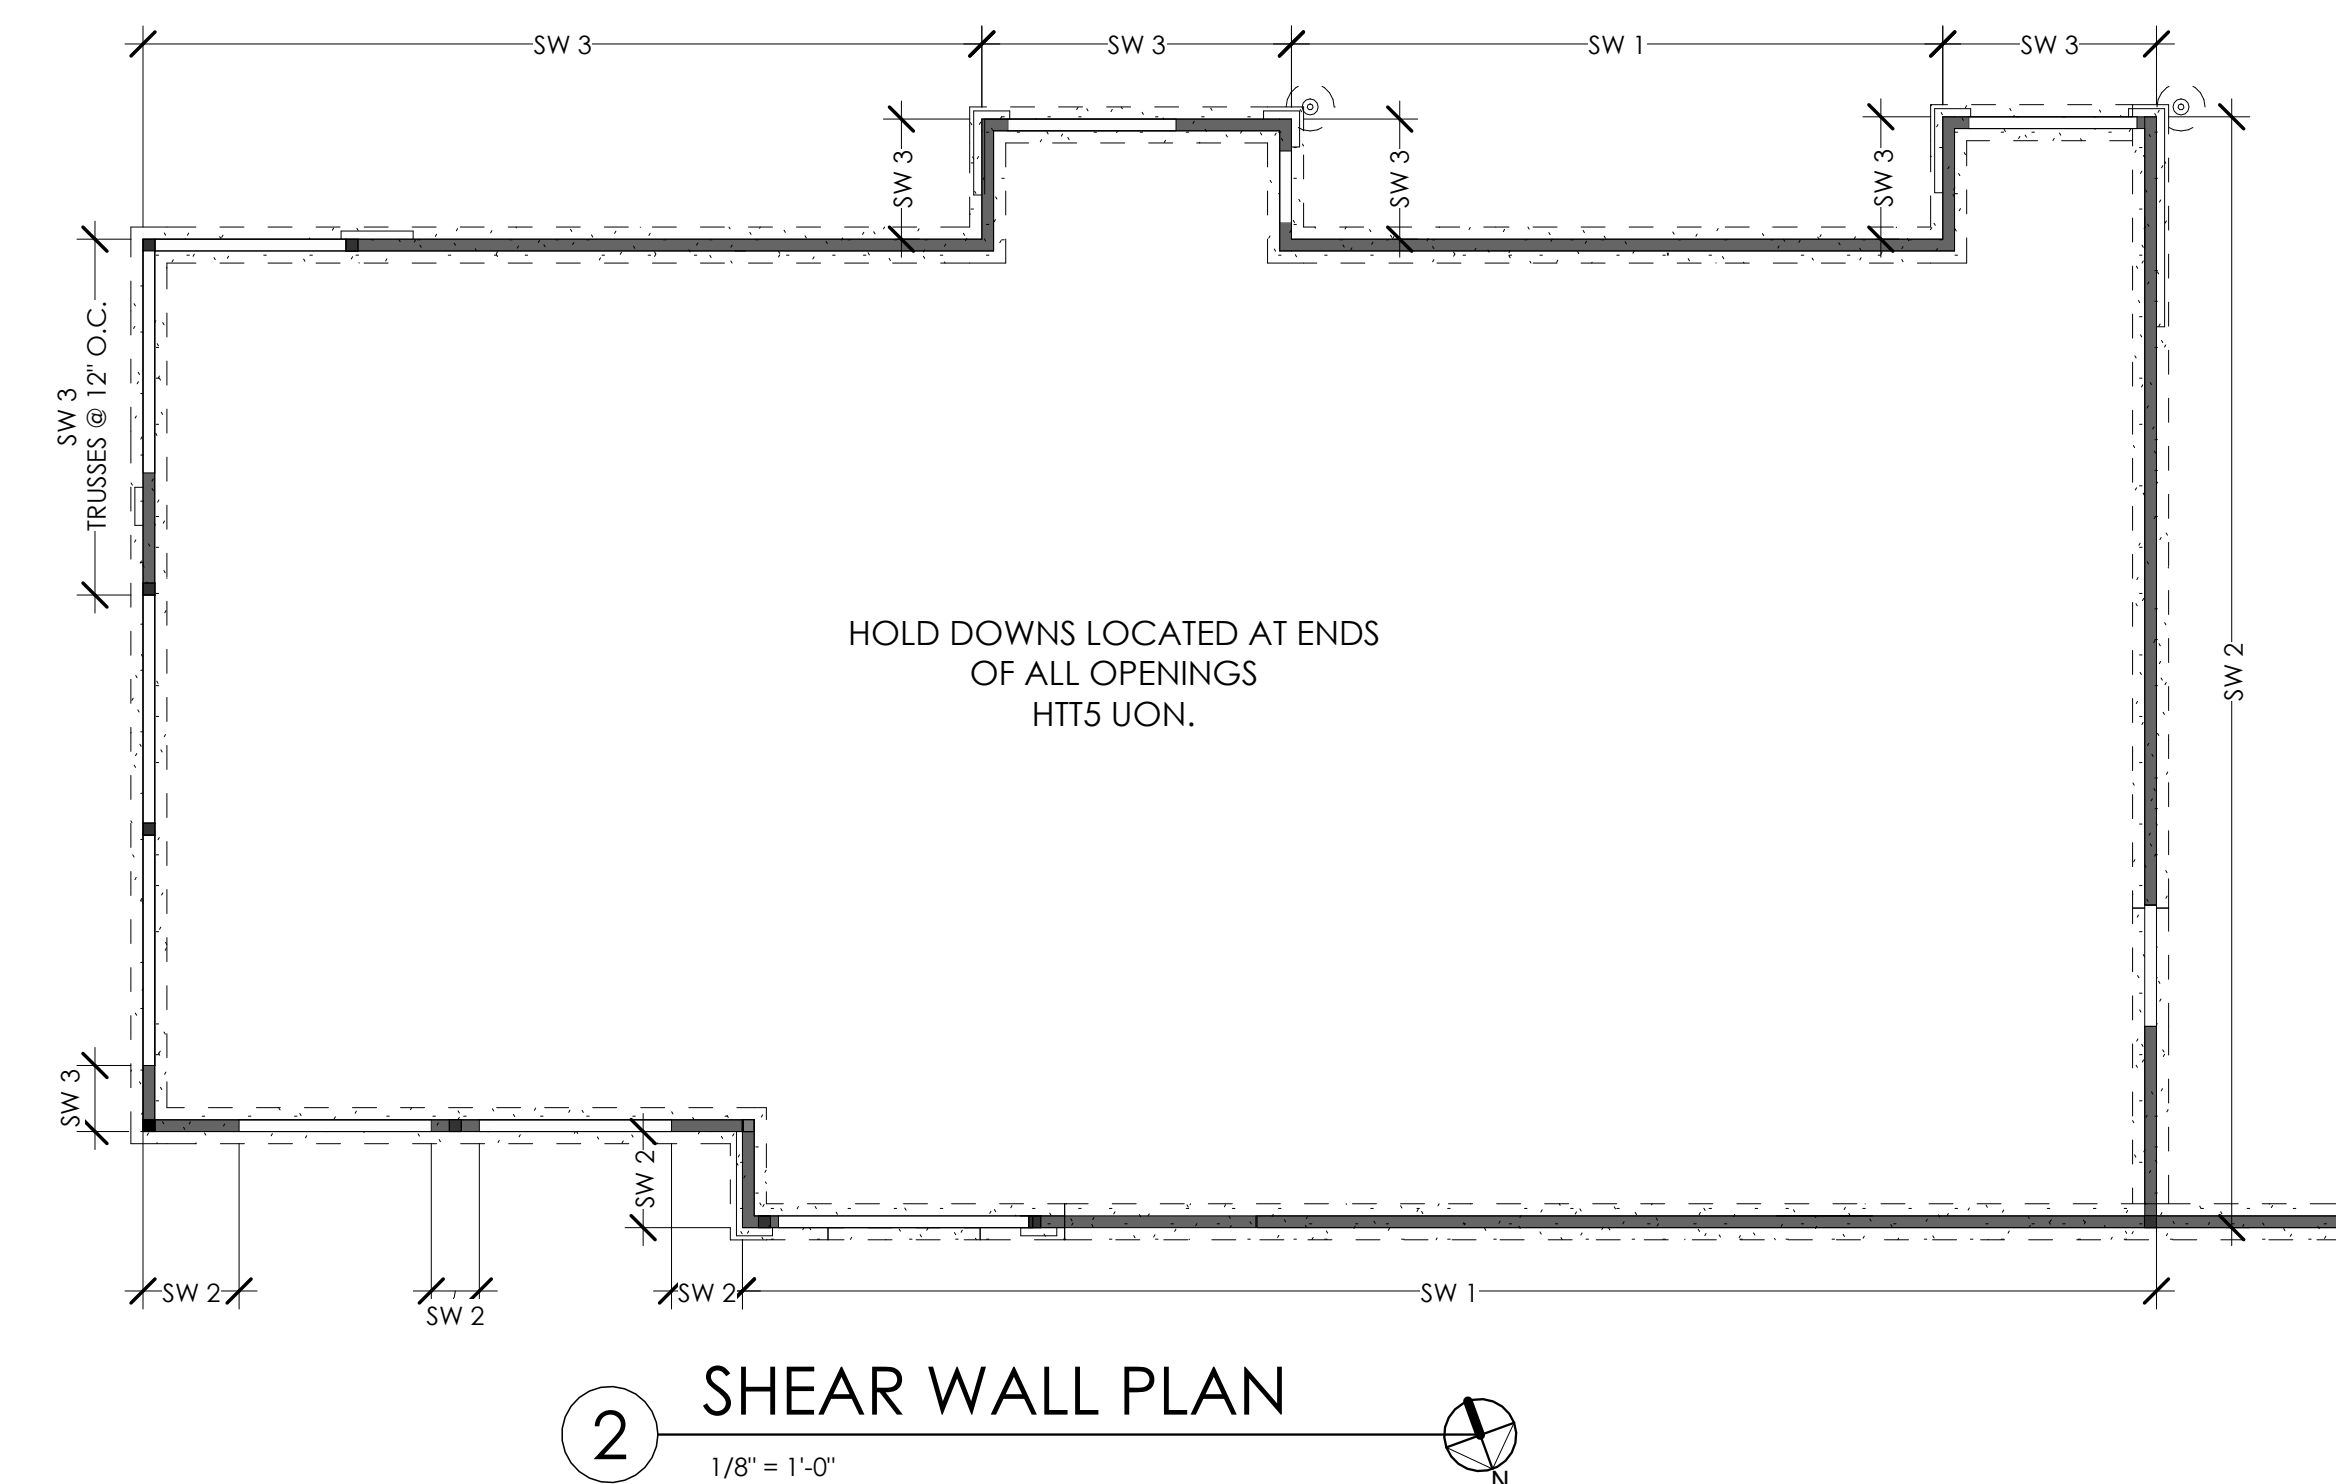 SW 3
SW 3
SW 1
SW 3
SW 3
SW 3
SW 3
SW 3
TRUSSES @ 12" O.C.
HOLD DOWNS LOCATED AT ENDS
OF ALL OPENINGS
HTT5 UON.
SW 2
SW 3
SW 2
SW 2
SW 2
SW 2
SW 1
2
SHEAR WALL PLAN
1/8" = 1'-0"
N